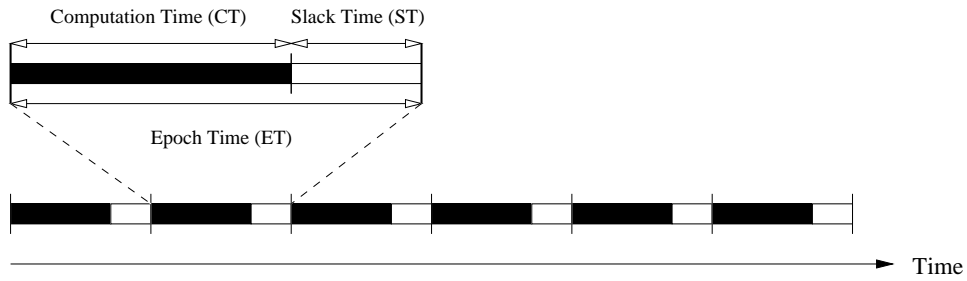 Computation Time (CT)
Slack Time (ST)
Epoch Time (ET)
Time